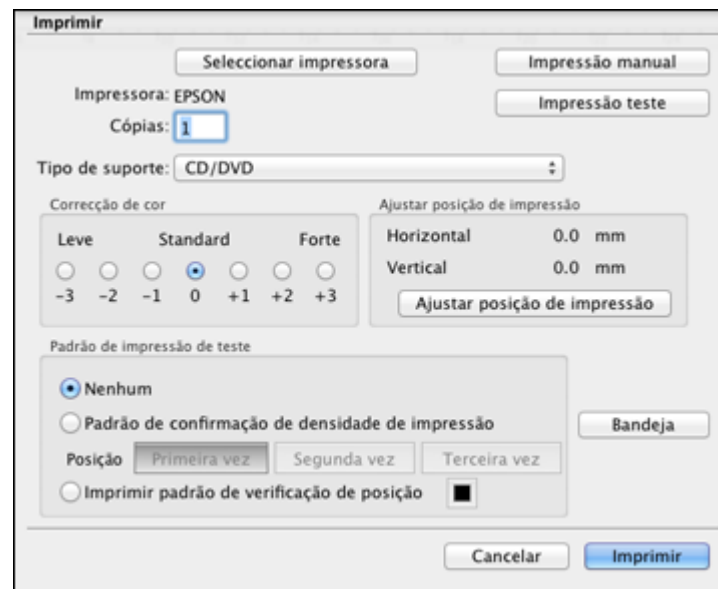 Imprimir
Seleccionar impressora
Impressão manual
Impressora: EPSON
Impressão teste
Cópias: 1
Tipo de suporte: CD/DVD
Correcção de cor
Ajustar posição de impressão
Leve Standard Forte
Horizontal 0.0 mm
-3 -2 -1 0 +1 +2 +3
Vertical 0.0 mm
Ajustar posição de impressão
Padrão de impressão de teste
Nenhum
Padrão de confirmação de densidade de impressão
Bandeja
Posição Primeira vez Segunda vez Terceira vez
Imprimir padrão de verificação de posição
Cancelar Imprimir